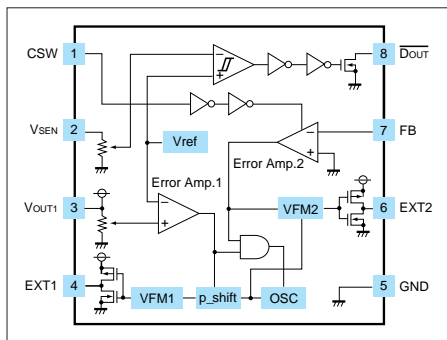 CSW 1
8 DOUT
VSEN 2
7 FB
Vref
Error Amp.2
Error Amp.1
VOUT1 3
VFM2
6 EXT2
EXT1 4
VFM1
p_shift
OSC
5 GND